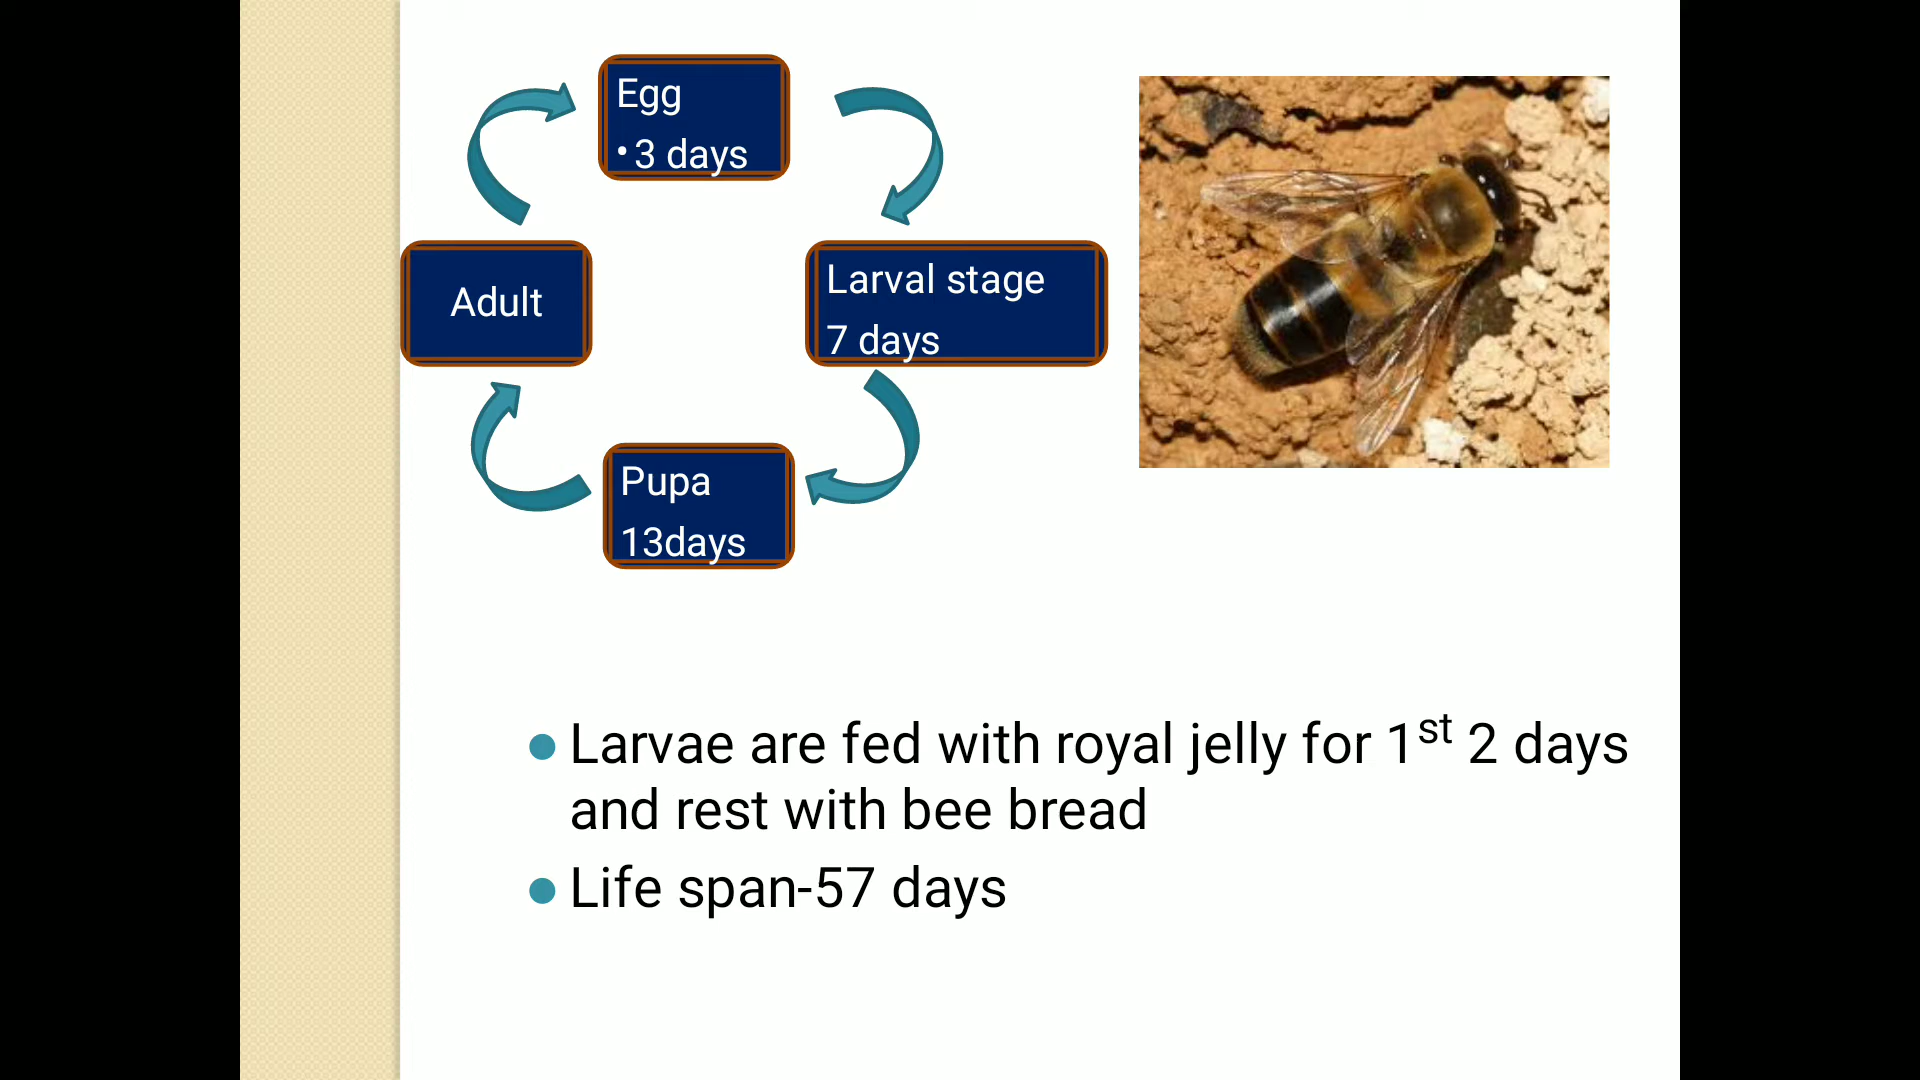 Egg
• 3 days
Larval stage
7 days
Pupa
13days
Adult
Larvae are fed with royal jelly for 1st 2 days
and rest with bee bread
Life span-57 days